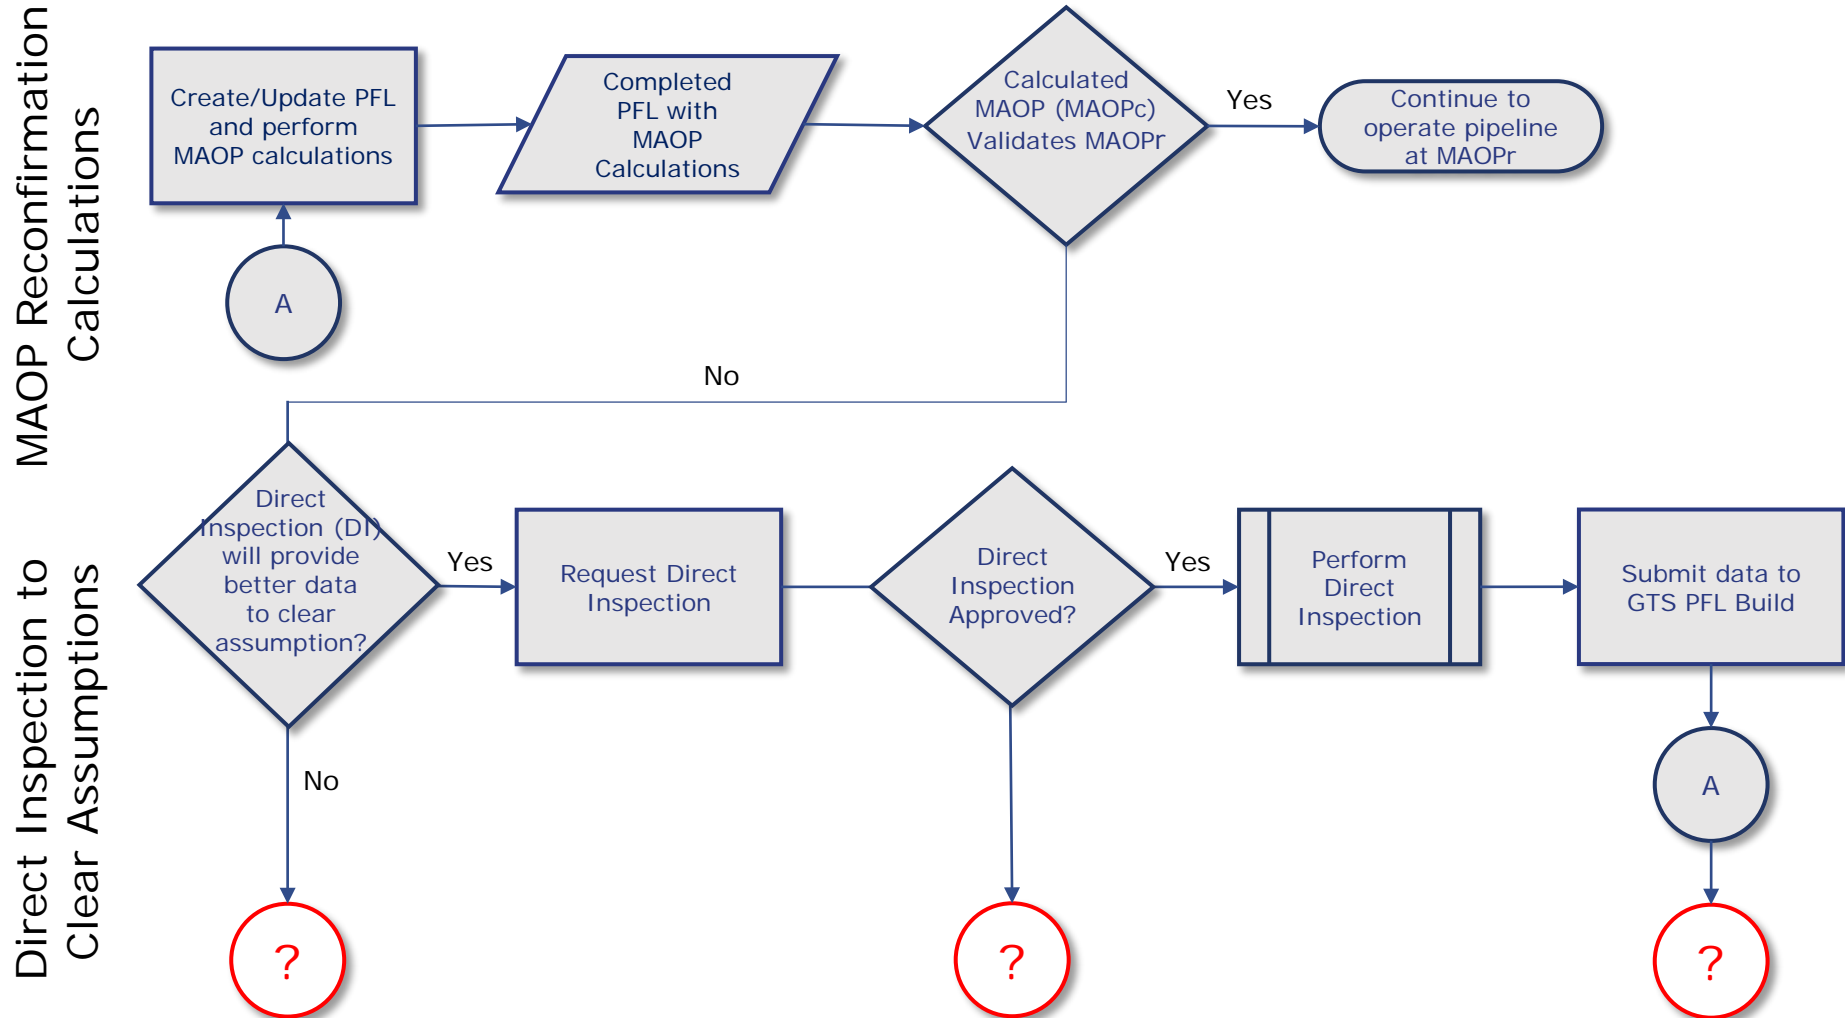 MAOP Reconfirmation
Calculations
Create/Update PFL
and perform
MAOP calculations
Completed
PFL with
MAOP
Calculations
Calculated
MAOP (MAOPc)
Validates MAOPr
Yes
Continue to
operate pipeline
at MAOPr
A
No
Direct Inspection to
Clear Assumptions
Direct
Inspection (DI)
will provide
better data
to clear
assumption?
Yes
Request Direct
Inspection
Direct
Inspection
Approved?
Yes
Perform
Direct
Inspection
Submit data to
GTS PFL Build
No
A
?
?
?